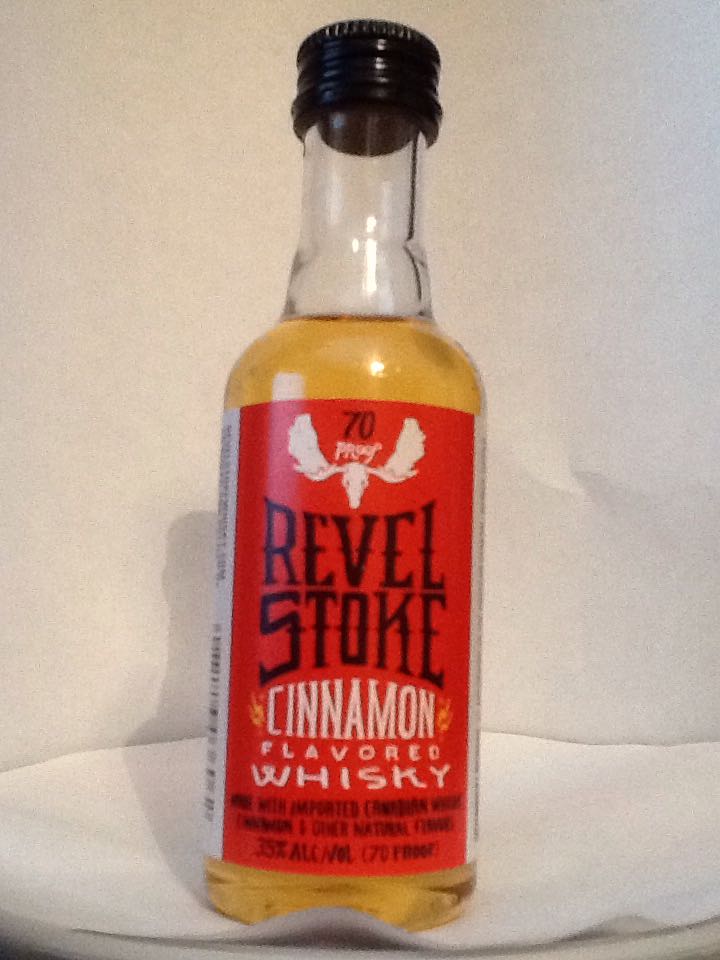 70
PROOF
REVEL
STOKE
CINNAMON
FLAVORED
WHISKY
MADE WITH IMPORTED CANADIAN WHISKY
CINNAMON & OTHER NATURAL FLAVORS
35% ALC/VOL (70 PROOF)